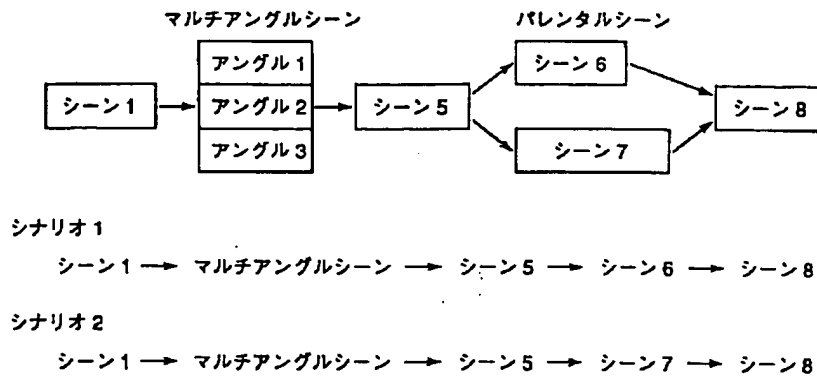 マルチアングルシーン
パレンタルシーン
アングル1
シーン6
シーン1
アングル2
シーン5
シーン8
アングル3
シーン7
シナリオ1
シーン1 → マルチアングルシーン → シーン5 → シーン6 → シーン8
シナリオ2
シーン1 → マルチアングルシーン → シーン5 → シーン7 → シーン8